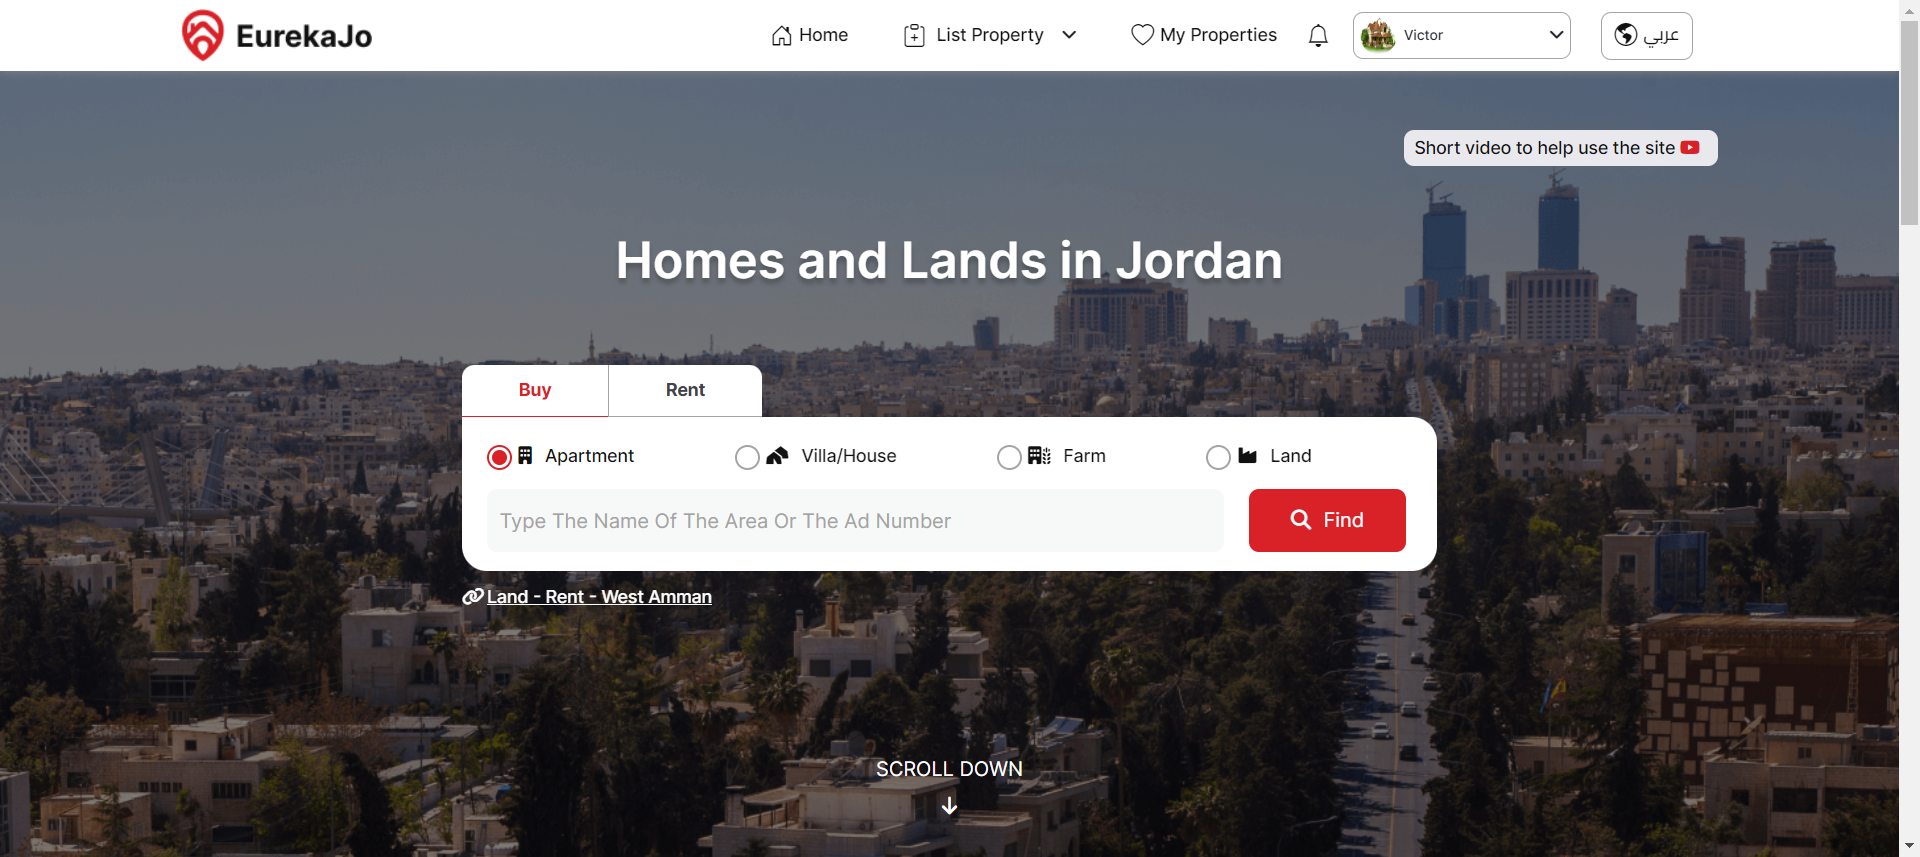 EurekaJo
Home
List Property
My Properties
Victor
عربي
Short video to help use the site
Homes and Lands in Jordan
Buy
Rent
Apartment
Villa/House
Farm
Land
Type The Name Of The Area Or The Ad Number
Find
Land - Rent - West Amman
SCROLL DOWN